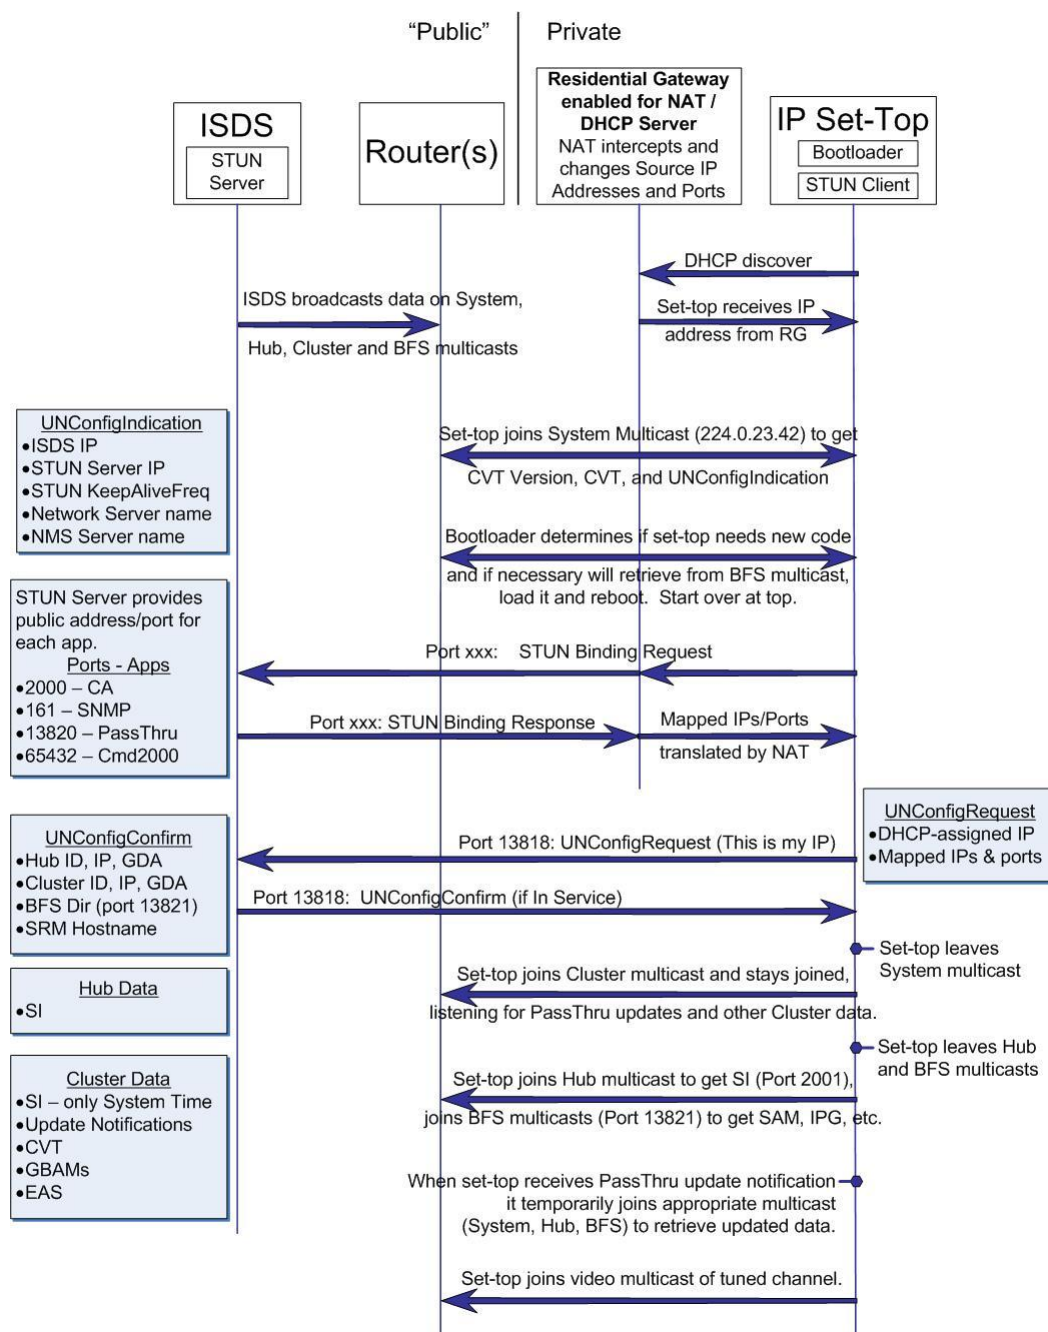 “Public”
Private
ISDS
STUN
Server
Router(s)
Residential Gateway
enabled for NAT /
DHCP Server
NAT intercepts and
changes Source IP
Addresses and Ports
IP Set-Top
Bootloader
STUN Client
DHCP discover
ISDS broadcasts data on System,
Hub, Cluster and BFS multicasts
Set-top receives IP
address from RG
UNConfigIndication
•ISDS IP
•STUN Server IP
•STUN KeepAliveFreq
•Network Server name
•NMS Server name
Set-top joins System Multicast (224.0.23.42) to get
CVT Version, CVT, and UNConfigIndication
Bootloader determines if set-top needs new code
and if necessary will retrieve from BFS multicast,
load it and reboot. Start over at top.
STUN Server provides
public address/port for
each app.
Ports - Apps
•2000 – CA
•161 – SNMP
•13820 – PassThru
•65432 – Cmd2000
Port xxx: STUN Binding Request
Port xxx: STUN Binding Response
Mapped IPs/Ports
translated by NAT
UNConfigRequest
•DHCP-assigned IP
•Mapped IPs & ports
UNConfigConfirm
•Hub ID, IP, GDA
•Cluster ID, IP, GDA
•BFS Dir (port 13821)
•SRM Hostname
Port 13818: UNConfigRequest (This is my IP)
Port 13818: UNConfigConfirm (if In Service)
Set-top leaves
System multicast
Hub Data
•SI
Set-top joins Cluster multicast and stays joined,
listening for PassThru updates and other Cluster data.
Set-top leaves Hub
and BFS multicasts
Cluster Data
•SI – only System Time
•Update Notifications
•CVT
•GBAMs
•EAS
Set-top joins Hub multicast to get SI (Port 2001),
joins BFS multicasts (Port 13821) to get SAM, IPG, etc.
When set-top receives PassThru update notification
it temporarily joins appropriate multicast
(System, Hub, BFS) to retrieve updated data.
Set-top joins video multicast of tuned channel.